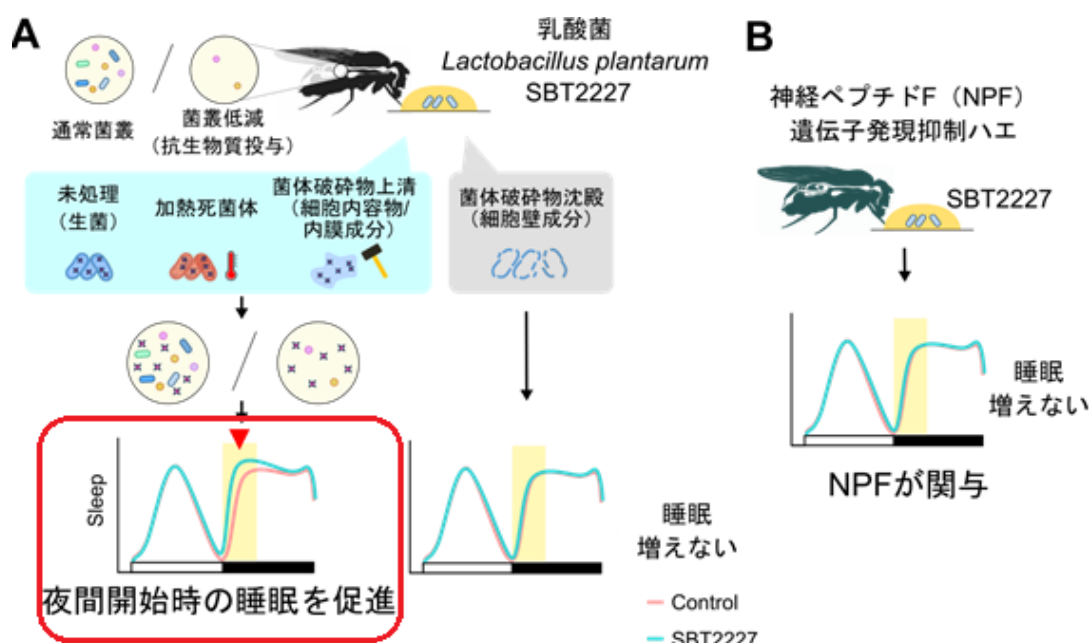 A
乳酸菌
Lactobacillus plantarum
SBT2227
通常菌叢
菌叢低減
(抗生物質投与)
未処理
(生菌)
加熱死菌体
菌体破砕物上清
(細胞内容物/
内膜成分)
菌体破砕物沈殿
(細胞壁成分)
Sleep
夜間開始時の睡眠を促進
睡眠
増えない
Control
SBT2227
B
神経ペプチドF(NPF)
遺伝子発現抑制ハエ
SBT2227
睡眠
増えない
NPFが関与